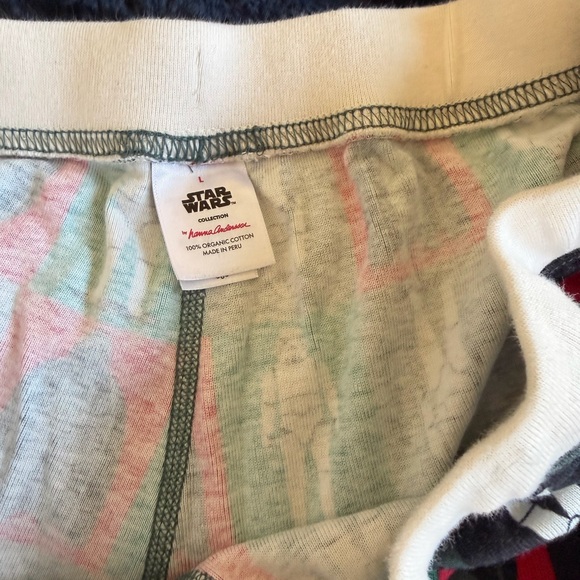 L
STAR
WARS
COLLECTION
by hanna Andersson
100% ORGANIC COTTON
MADE IN PERU